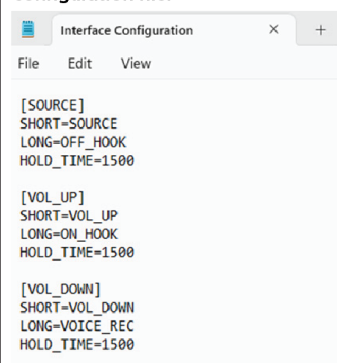 Interface Configuration
File Edit View
[SOURCE]
SHORT=SOURCE
LONG=OFF_HOOK
HOLD_TIME=1500
[VOL_UP]
SHORT=VOL_UP
LONG=ON_HOOK
HOLD_TIME=1500
[VOL_DOWN]
SHORT=VOL_DOWN
LONG=VOICE_REC
HOLD_TIME=1500